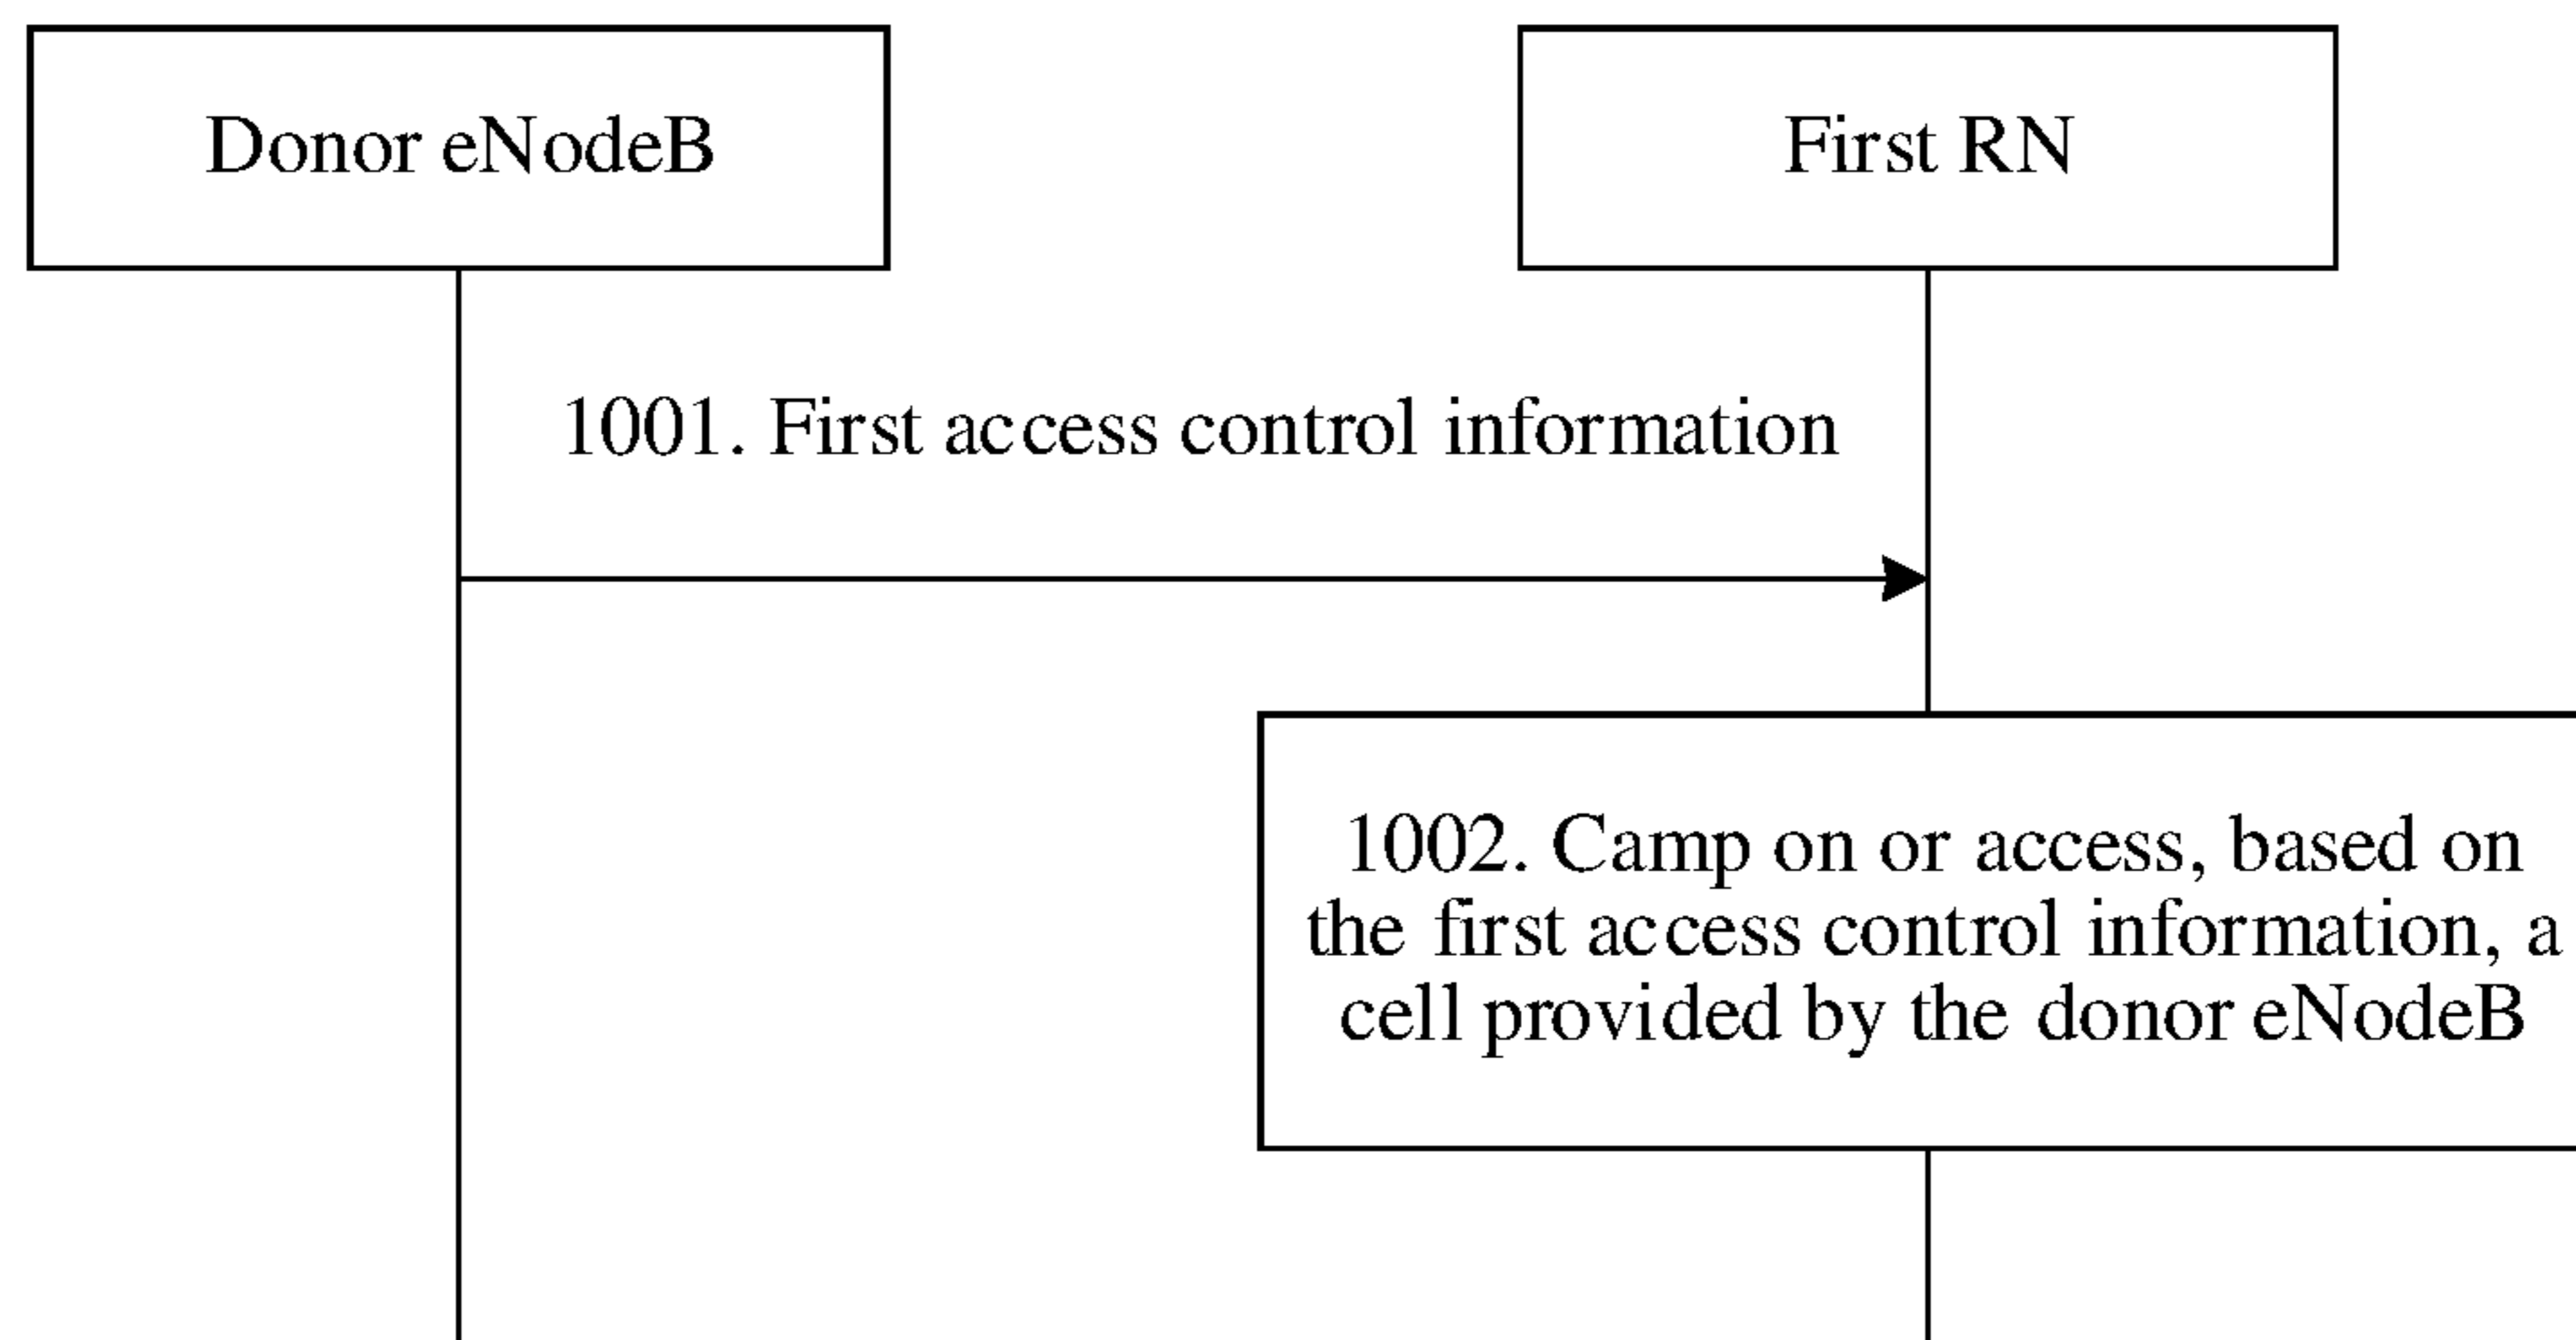 Donor eNodeB
First RN
1001. First access control information
1002. Camp on or access, based on
the first access control information, a
cell provided by the donor eNodeB